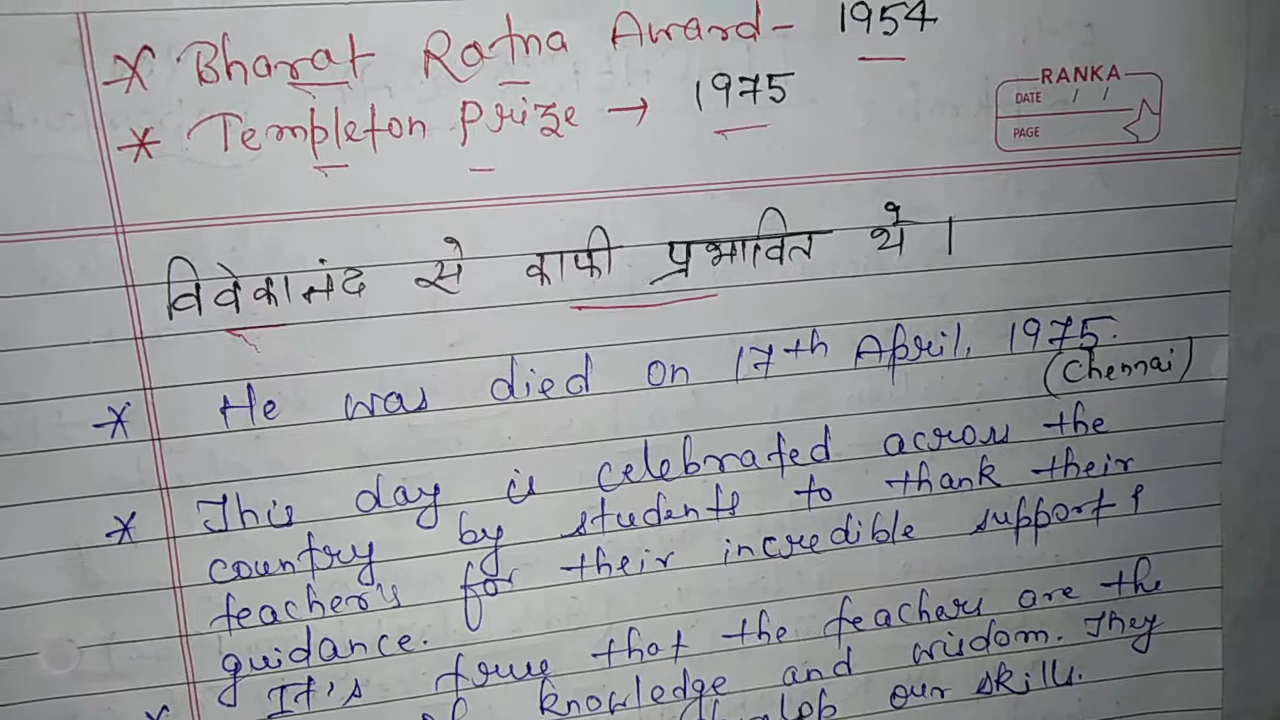 * Bharat Ratna Award- 1954
* Templeton Prize → 1975
RANKA
DATE / /
PAGE
विवेकानंद से काफी प्रभावित थे।
* He was died on 17th April, 1975.
(Chennai)
* This day is celebrated across the
country by students to thank their
teacher's for their incredible support &
guidance.
* It's true that the teachers are the
of knowledge and wisdom. They
our skills.